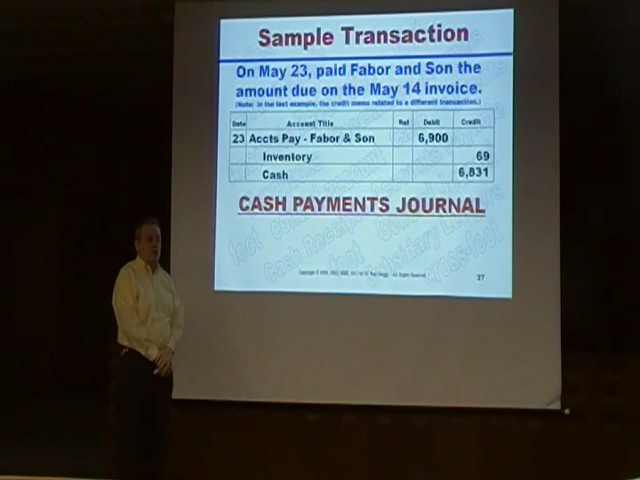 Sample Transaction
On May 23, paid Fabor and Son the
amount due on the May 14 invoice.
(Note: in the last example, the credit memo related to a different transaction.)
Date Account Title Ref Debit Credit
23 Accts Pay - Fabor & Son 6,900
Inventory 69
Cash 6,831
CASH PAYMENTS JOURNAL
37